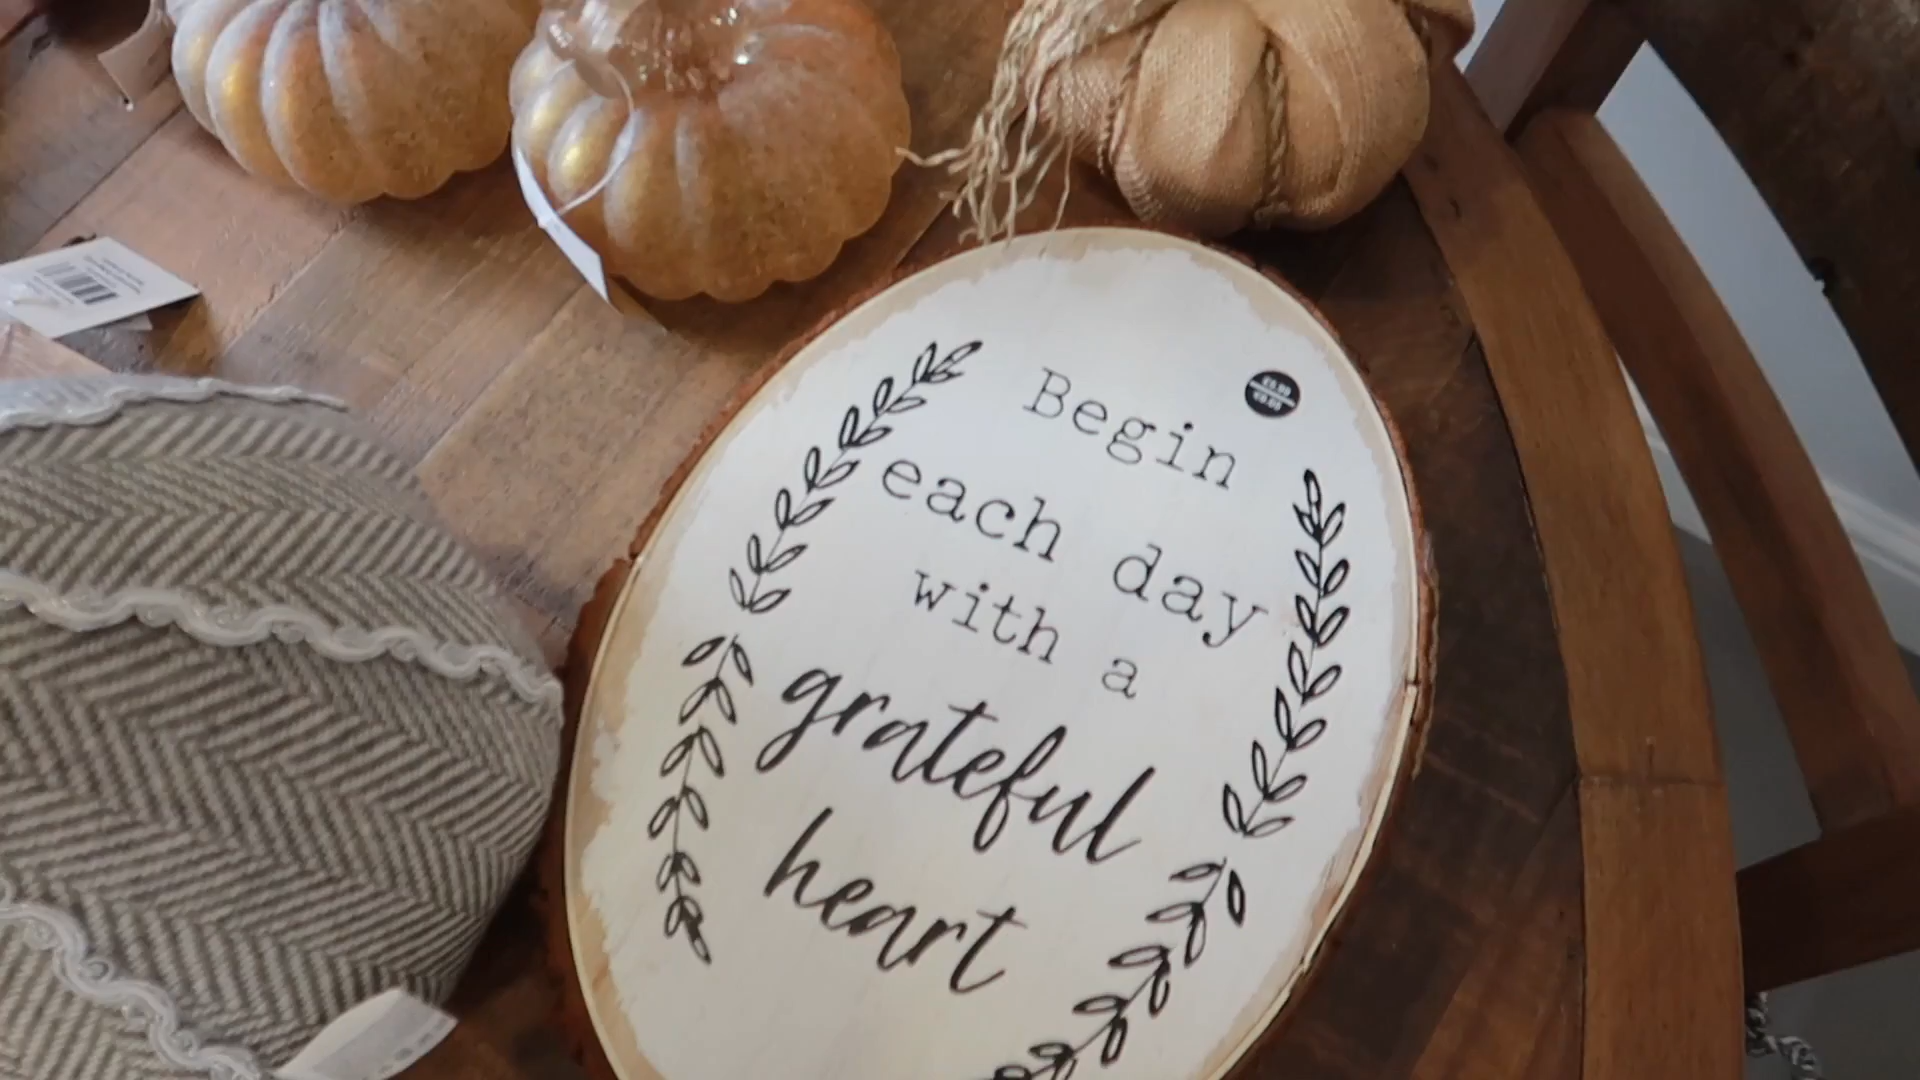 Begin
each day
with a
grateful
heart